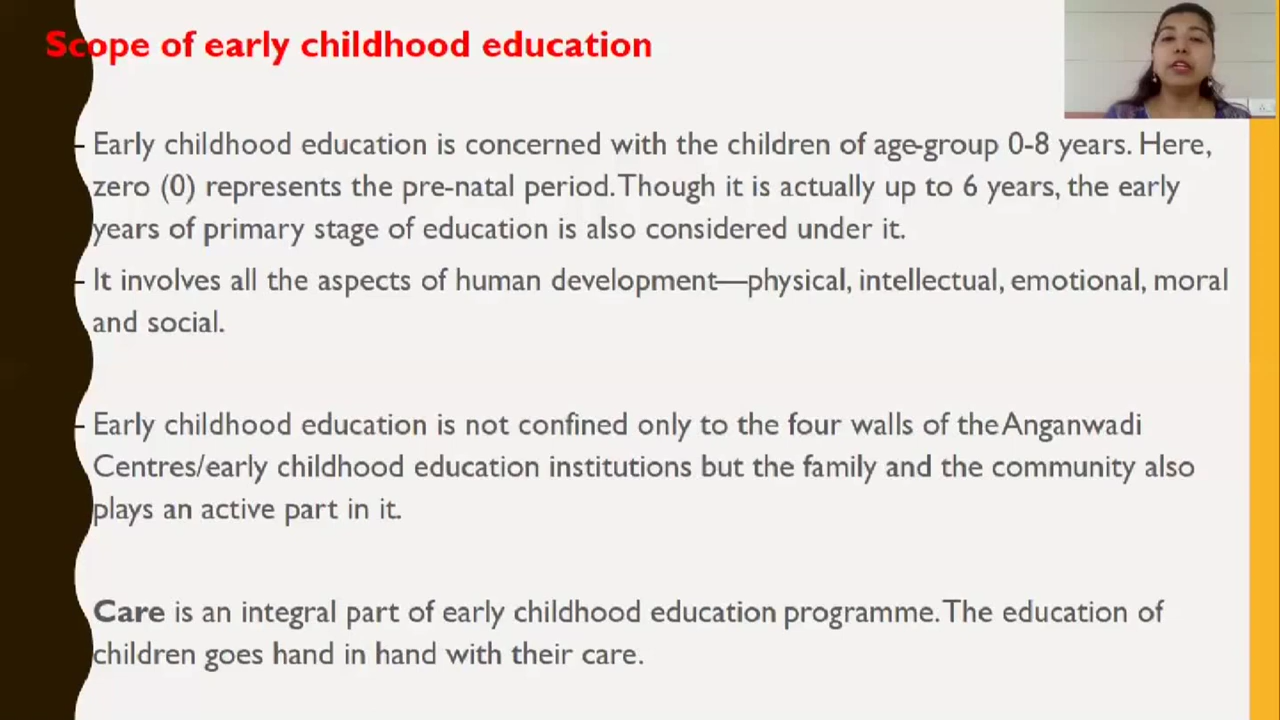 Scope of early childhood education
- Early childhood education is concerned with the children of age-group 0-8 years. Here,
zero (0) represents the pre-natal period. Though it is actually up to 6 years, the early
years of primary stage of education is also considered under it.
- It involves all the aspects of human development—physical, intellectual, emotional, moral
and social.
- Early childhood education is not confined only to the four walls of the Anganwadi
Centres/early childhood education institutions but the family and the community also
plays an active part in it.
Care is an integral part of early childhood education programme. The education of
children goes hand in hand with their care.